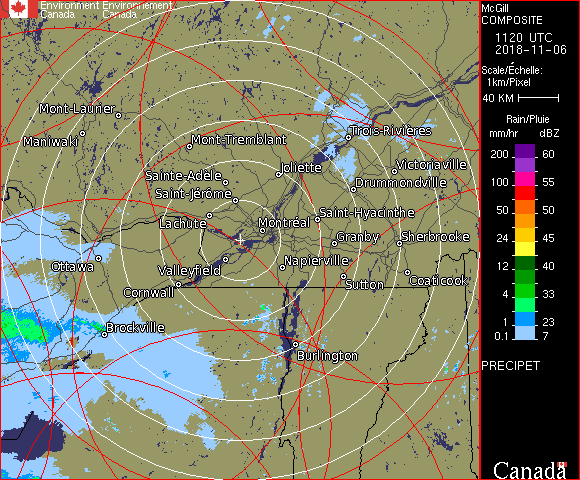 Environment Environnement
Canada Canada
McGill
COMPOSITE
1120 UTC
2018-11-06
Scale/Échelle:
1km/Pixel
40 KM
Rain/Pluie
mm/hr dBZ
200 60
100 55
50 50
24 45
12 40
4 33
1 23
0.1 7
PRECIPET
Canada
Mont-Laurier
Maniwaki
Mont-Tremblant
Trois-Rivières
Joliette
Victoriaville
Sainte-Adèle
Drummondville
Saint-Jérôme
Saint-Hyacinthe
Lachute
Montréal
Granby
Sherbrooke
Ottawa
Valleyfield
Napierville
Cornwall
Sutton
Coaticook
Brockville
Burlington